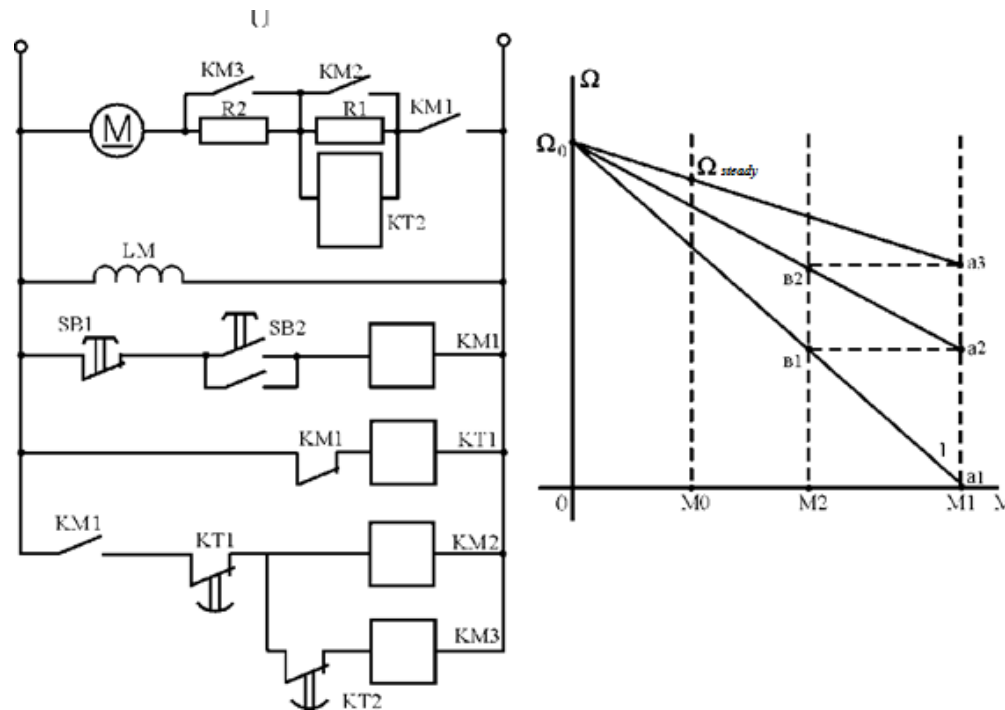 U
KM3
KM2
R2
R1
KM1
M
KT2
LM
SB1
SB2
KM1
KM1
KT1
KM1
KT1
KM2
KM3
KT2
Ω
Ω0
Ωsteady
в2
a3
в1
a2
1
a1
0
M0
M2
M1
M